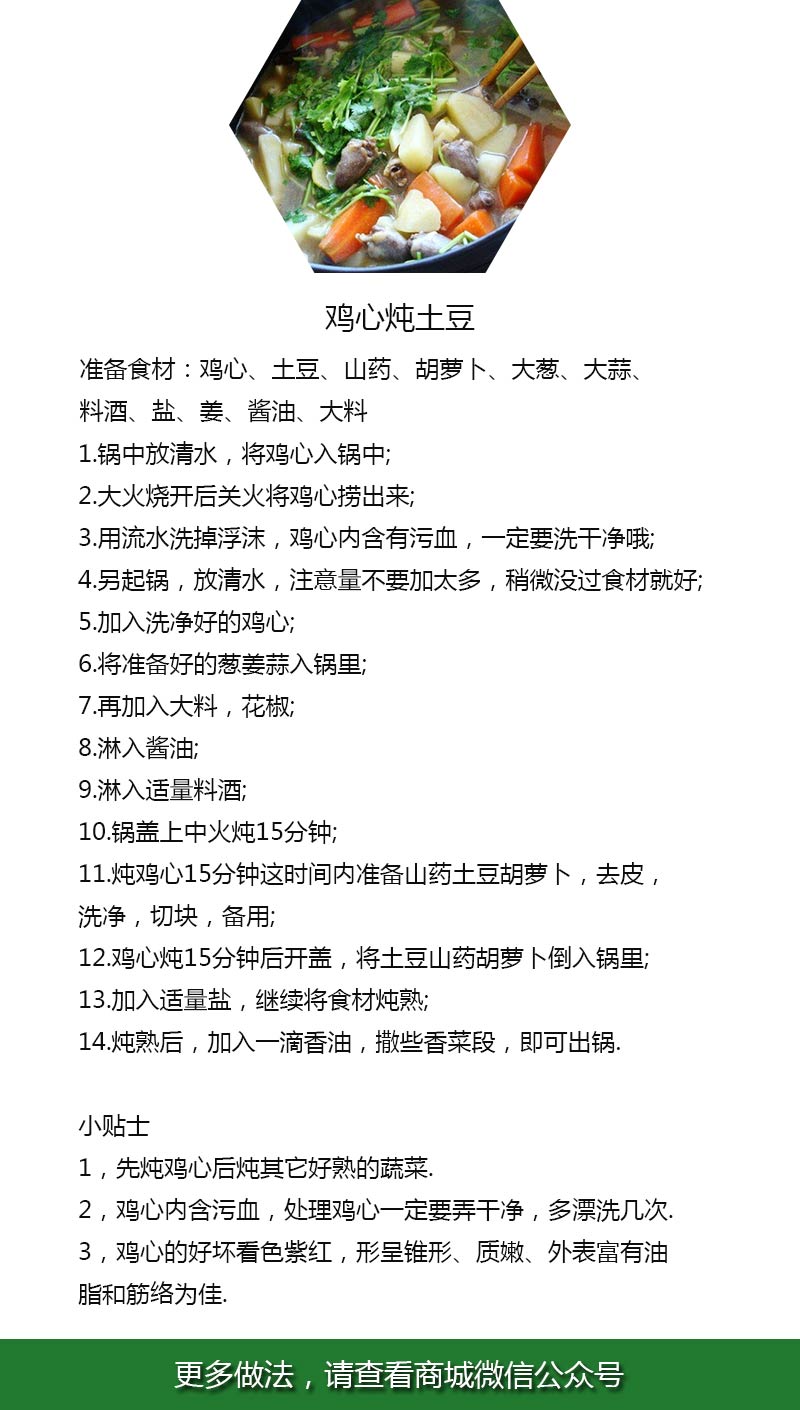 鸡心炖土豆
准备食材：鸡心、土豆、山药、胡萝卜、大葱、大蒜、
料酒、盐、姜、酱油、大料
1.锅中放清水，将鸡心入锅中;
2.大火烧开后关火将鸡心捞出来;
3.用流水洗掉浮沫，鸡心内含有污血，一定要洗干净哦;
4.另起锅，放清水，注意量不要加太多，稍微没过食材就好;
5.加入洗净好的鸡心;
6.将准备好的葱姜蒜入锅里;
7.再加入大料，花椒;
8.淋入酱油;
9.淋入适量料酒;
10.锅盖上中火炖15分钟;
11.炖鸡心15分钟这时间内准备山药土豆胡萝卜，去皮，
洗净，切块，备用;
12.鸡心炖15分钟后开盖，将土豆山药胡萝卜倒入锅里;
13.加入适量盐，继续将食材炖熟;
14.炖熟后，加入一滴香油，撒些香菜段，即可出锅.
小贴士
1，先炖鸡心后炖其它好熟的蔬菜.
2，鸡心内含污血，处理鸡心一定要弄干净，多漂洗几次.
3，鸡心的好坏看色紫红，形呈锥形、质嫩、外表富有油
脂和筋络为佳.
更多做法，请查看商城微信公众号